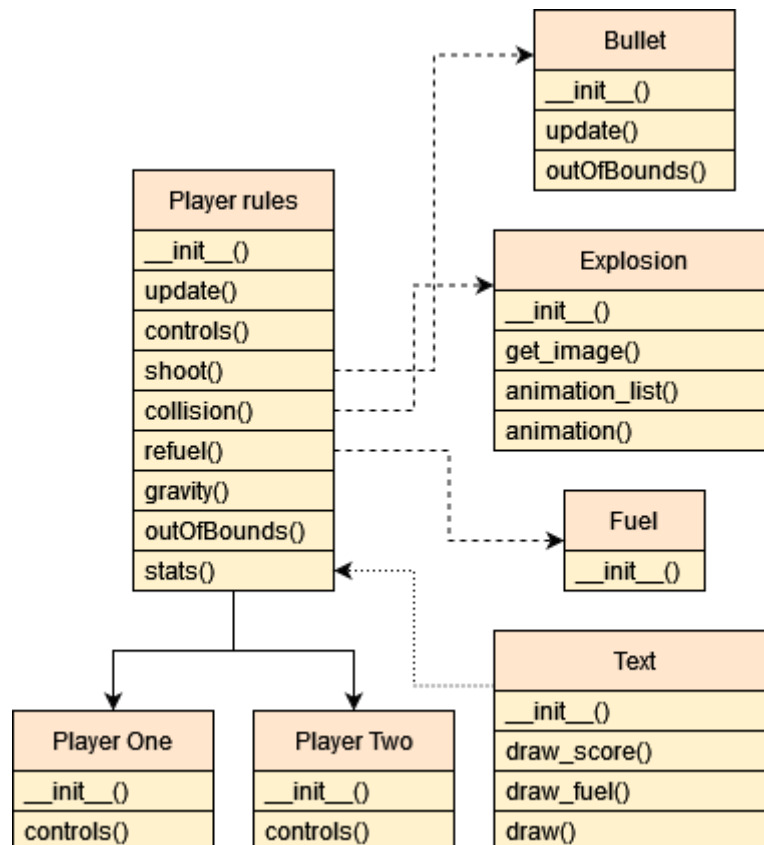 Bullet
__init__()
update()
outOfBounds()
Player rules
__init__()
update()
controls()
shoot()
collision()
refuel()
gravity()
outOfBounds()
stats()
Explosion
__init__()
get_image()
animation_list()
animation()
Fuel
__init__()
Text
__init__()
draw_score()
draw_fuel()
draw()
Player One
__init__()
controls()
Player Two
__init__()
controls()